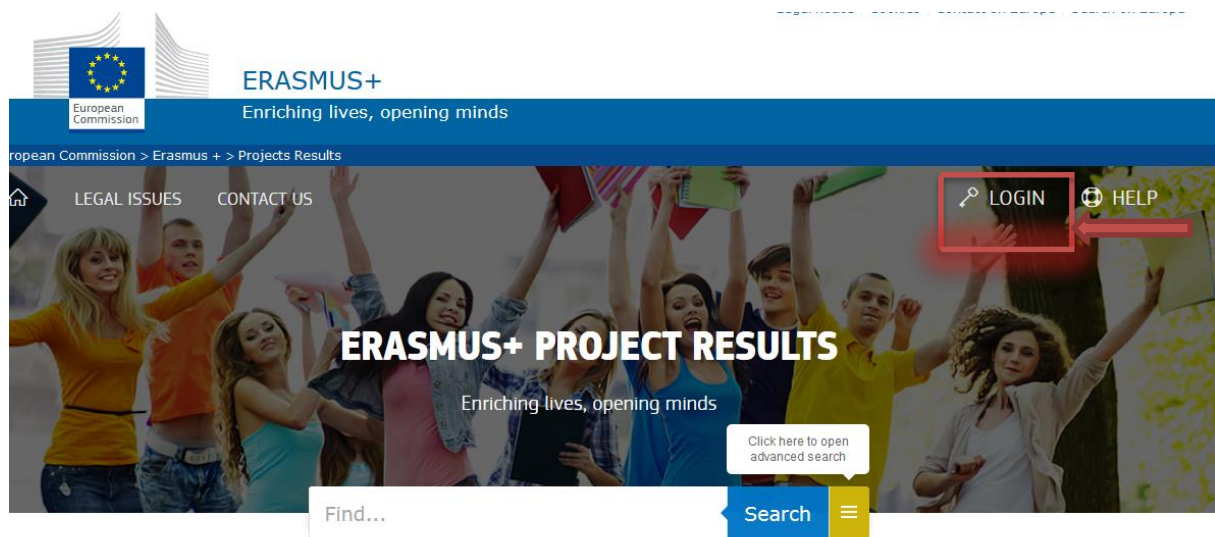 ERASMUS+
European
Commission
Enriching lives, opening minds
ropean Commission > Erasmus + > Projects Results
LEGAL ISSUES CONTACT US LOGIN HELP
ERASMUS+ PROJECT RESULTS
Enriching lives, opening minds
Click here to open
advanced search
Find... Search